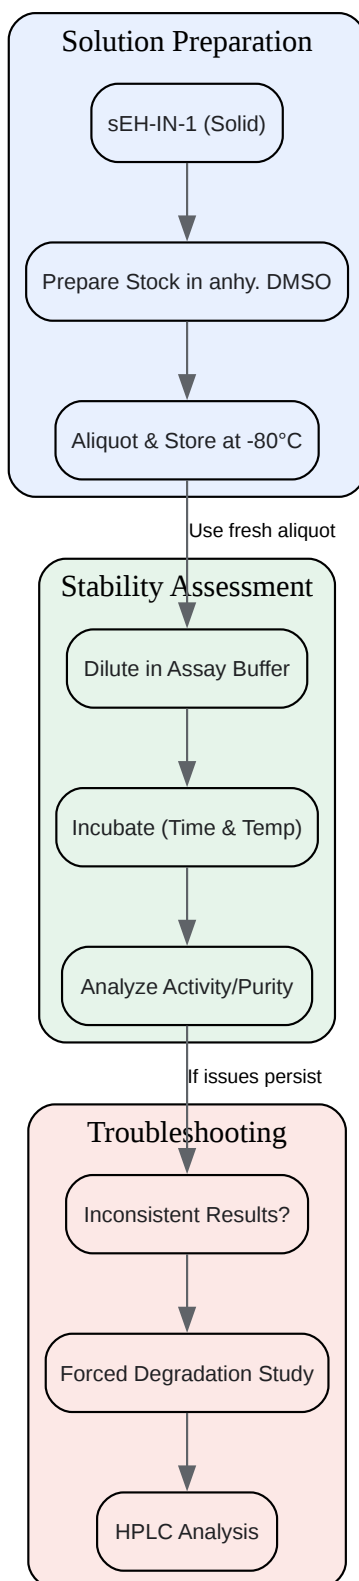 Solution Preparation
sEH-IN-1 (Solid)
Prepare Stock in anhy. DMSO
Aliquot & Store at -80°C
Use fresh aliquot
Stability Assessment
Dilute in Assay Buffer
Incubate (Time & Temp)
Analyze Activity/Purity
If issues persist
Troubleshooting
Inconsistent Results?
Forced Degradation Study
HPLC Analysis